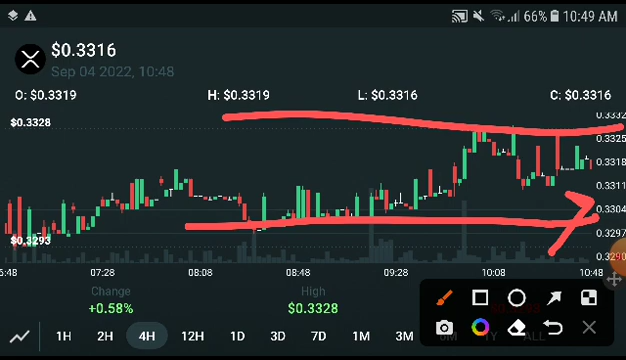 66% 10:49 AM
$0.3316
Sep 04 2022, 10:48
O: $0.3319 H: $0.3319 L: $0.3316 C: $0.3316
$0.3328
0.3332
0.3325
0.3318
0.3311
0.3304
0.3297
0.3290
$0.3293
6:48 07:28 08:08 08:48 09:28 10:08 10:48
Change High
+0.58% $0.3328
1H 2H 4H 12H 1D 3D 7D 1M 3M 1Y ALL